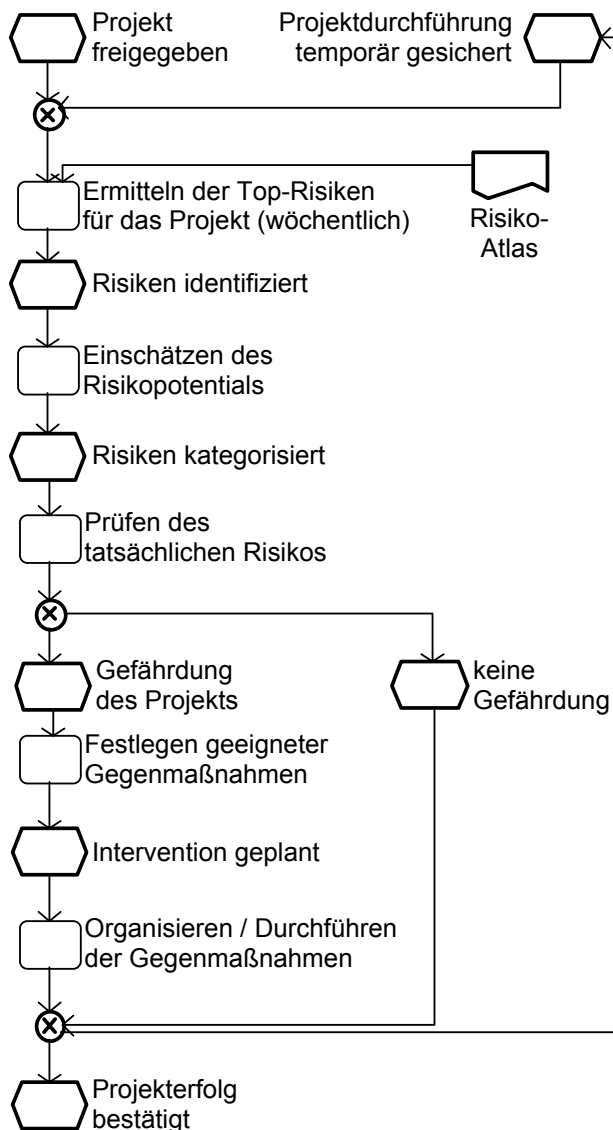 Projekt
freigegeben
Projektdurchführung
temporär gesichert
Ermitteln der Top-Risiken
für das Projekt (wöchentlich)
Risiko-
Atlas
Risiken identifiziert
Einschätzen des
Risikopotentials
Risiken kategorisiert
Prüfen des
tatsächlichen Risikos
Gefährdung
des Projekts
keine
Gefährdung
Festlegen geeigneter
Gegenmaßnahmen
Intervention geplant
Organisieren / Durchführen
der Gegenmaßnahmen
Projekterfolg
bestätigt